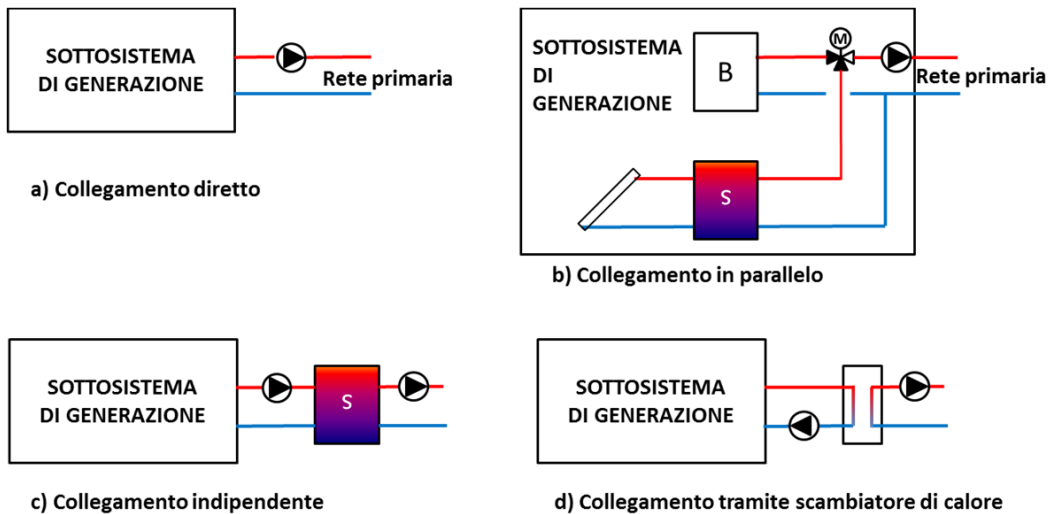 SOTTOSISTEMA
DI GENERAZIONE
Rete primaria
a) Collegamento diretto
SOTTOSISTEMA
DI
GENERAZIONE
B
M
Rete primaria
S
b) Collegamento in parallelo
SOTTOSISTEMA
DI GENERAZIONE
S
c) Collegamento indipendente
SOTTOSISTEMA
DI GENERAZIONE
d) Collegamento tramite scambiatore di calore